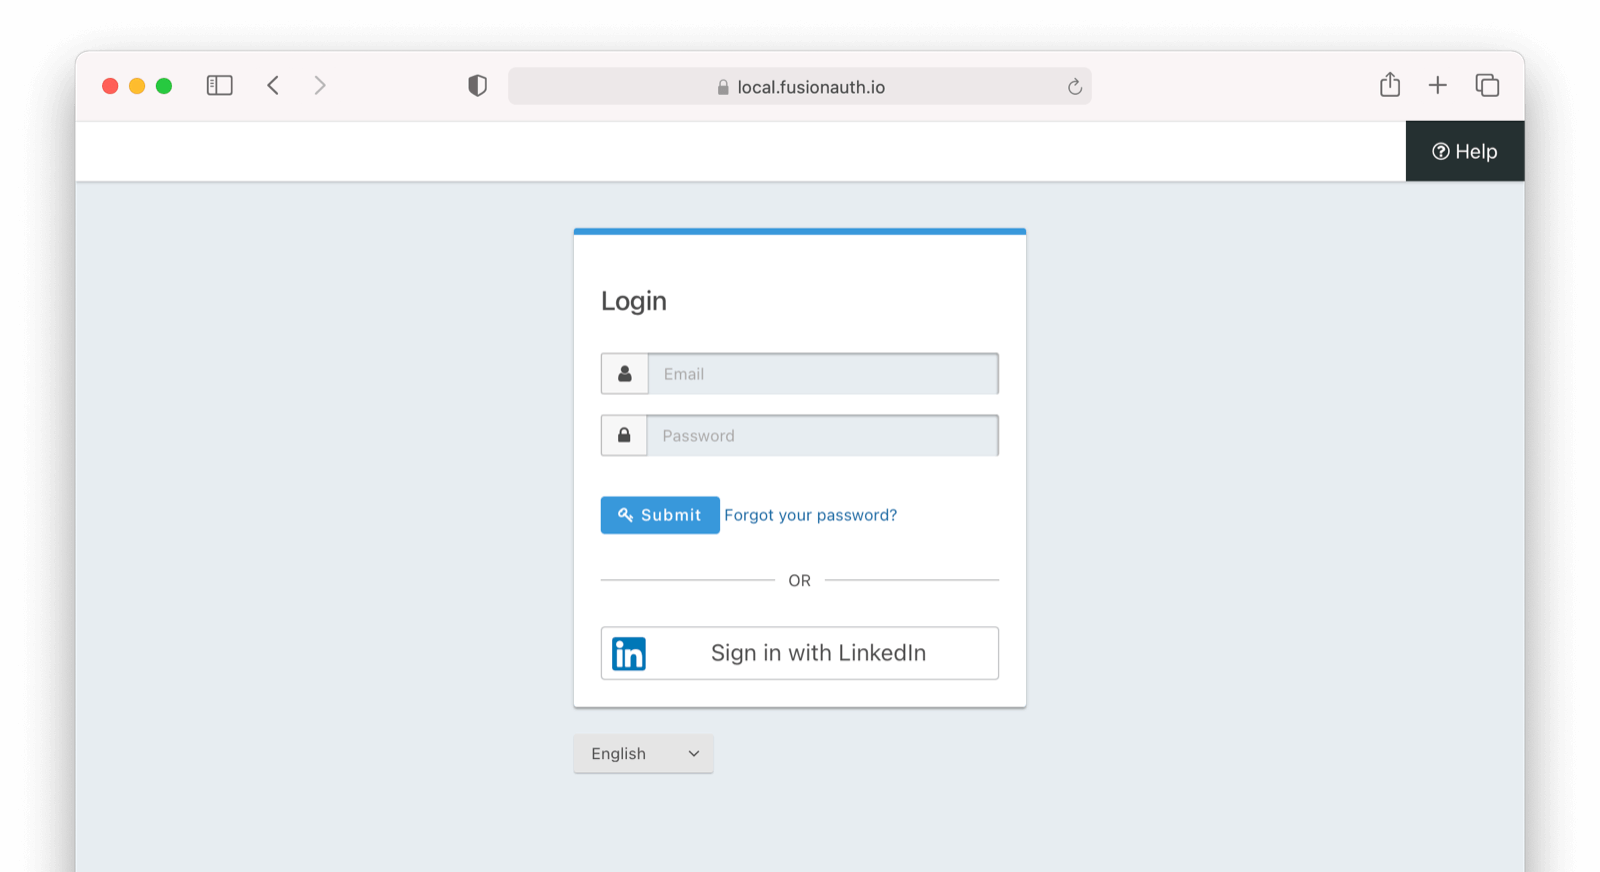 local.fusionauth.io
Help
Login
Email
Password
Submit Forgot your password?
OR
in Sign in with LinkedIn
English